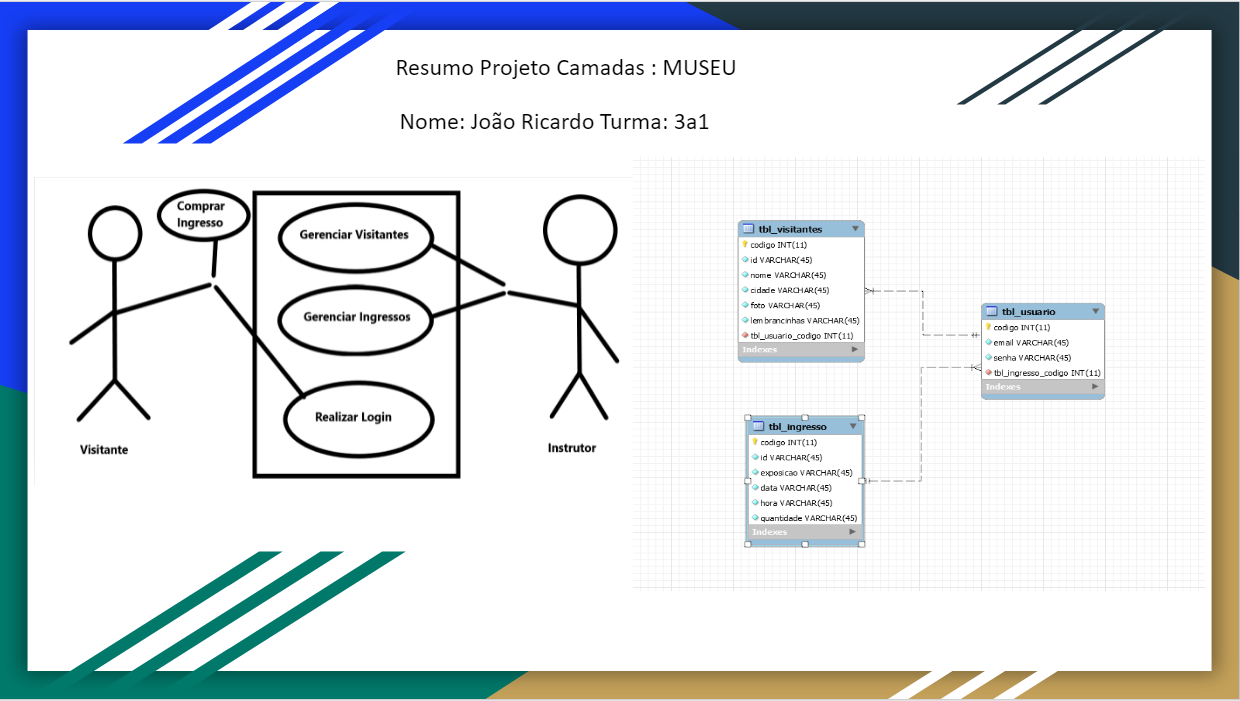 Resumo Projeto Camadas : MUSEU
Nome: João Ricardo Turma: 3a1
Comprar
Ingresso
Gerenciar Visitantes
Gerenciar Ingressos
Realizar Login
Visitante
Instrutor
tbl_visitantes
codigo INT(11)
id VARCHAR(45)
nome VARCHAR(45)
cidade VARCHAR(45)
foto VARCHAR(45)
lembrancinhas VARCHAR(45)
tbl_usuario_codigo INT(11)
Indexes
tbl_usuario
codigo INT(11)
email VARCHAR(45)
senha VARCHAR(45)
tbl_ingresso_codigo INT(11)
Indexes
tbl_ingresso
codigo INT(11)
id VARCHAR(45)
exposicao VARCHAR(45)
data VARCHAR(45)
hora VARCHAR(45)
quantidade VARCHAR(45)
Indexes